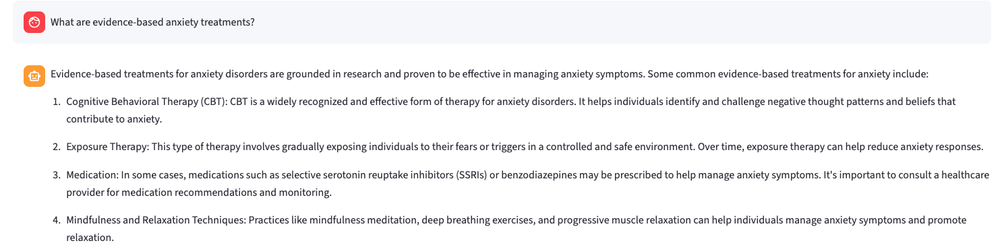 What are evidence-based anxiety treatments?
Evidence-based treatments for anxiety disorders are grounded in research and proven to be effective in managing anxiety symptoms. Some common evidence-based treatments for anxiety include:
1. Cognitive Behavioral Therapy (CBT): CBT is a widely recognized and effective form of therapy for anxiety disorders. It helps individuals identify and challenge negative thought patterns and beliefs that
contribute to anxiety.
2. Exposure Therapy: This type of therapy involves gradually exposing individuals to their fears or triggers in a controlled and safe environment. Over time, exposure therapy can help reduce anxiety responses.
3. Medication: In some cases, medications such as selective serotonin reuptake inhibitors (SSRIs) or benzodiazepines may be prescribed to help manage anxiety symptoms. It's important to consult a healthcare
provider for medication recommendations and monitoring.
4. Mindfulness and Relaxation Techniques: Practices like mindfulness meditation, deep breathing exercises, and progressive muscle relaxation can help individuals manage anxiety symptoms and promote
relaxation.